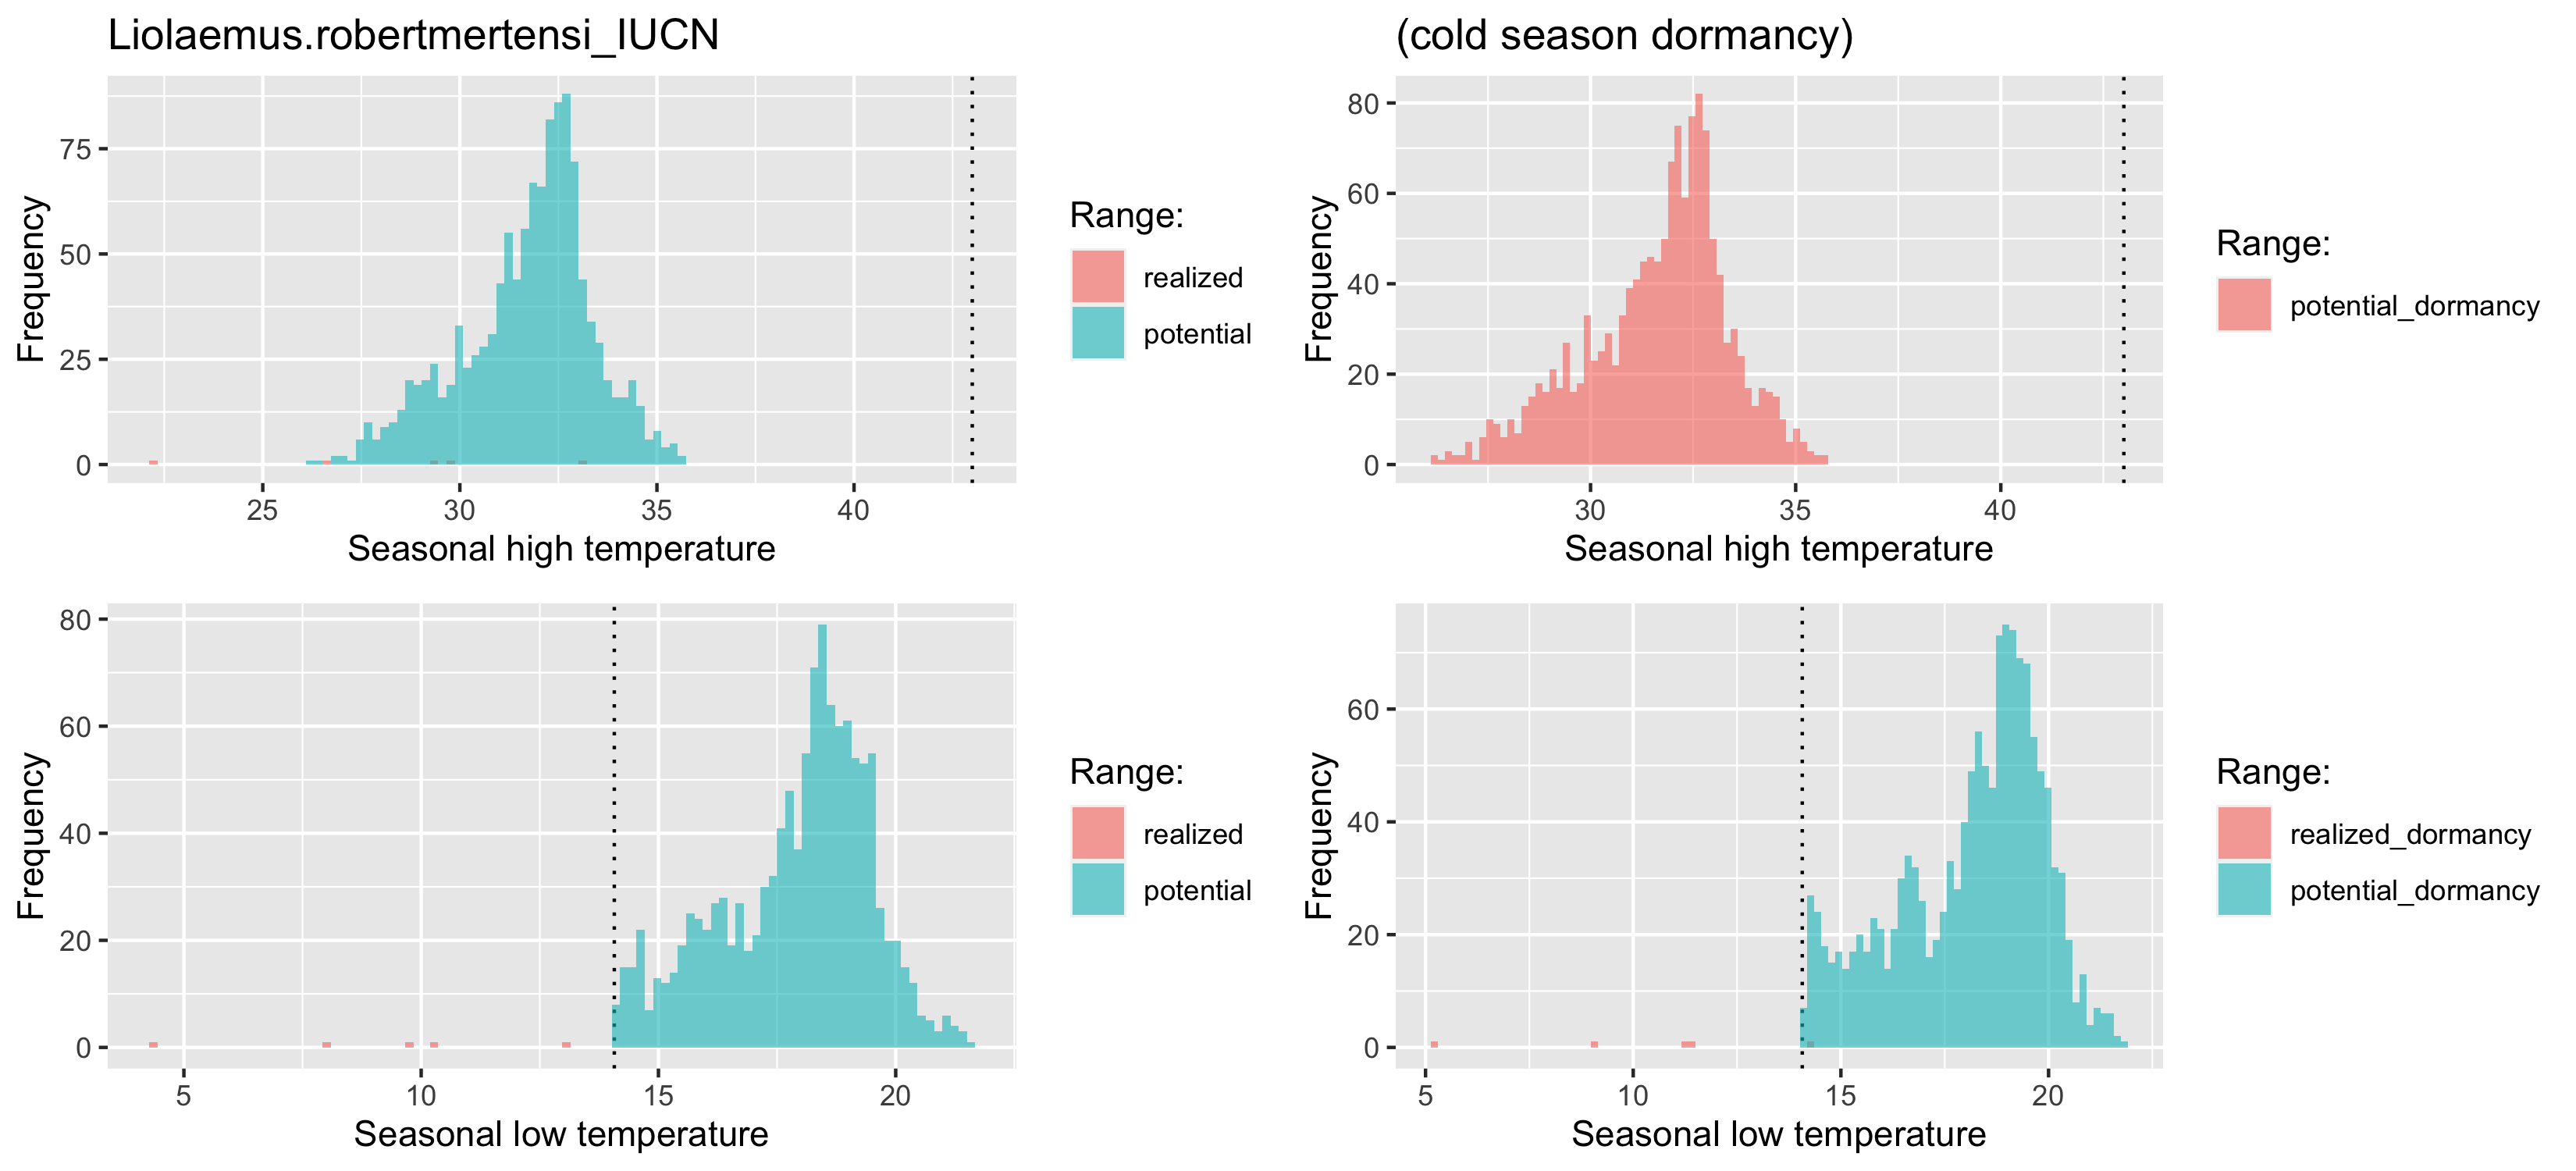 Liolaemus.robertmertensi_IUCN
(cold season dormancy)
Frequency
75
50
25
0
25
30
35
40
Seasonal high temperature
Range:
realized
potential
Frequency
80
60
40
20
0
30
35
40
Seasonal high temperature
Range:
potential_dormancy
Frequency
80
60
40
20
0
5
10
15
20
Seasonal low temperature
Range:
realized
potential
Frequency
60
40
20
0
5
10
15
20
Seasonal low temperature
Range:
realized_dormancy
potential_dormancy